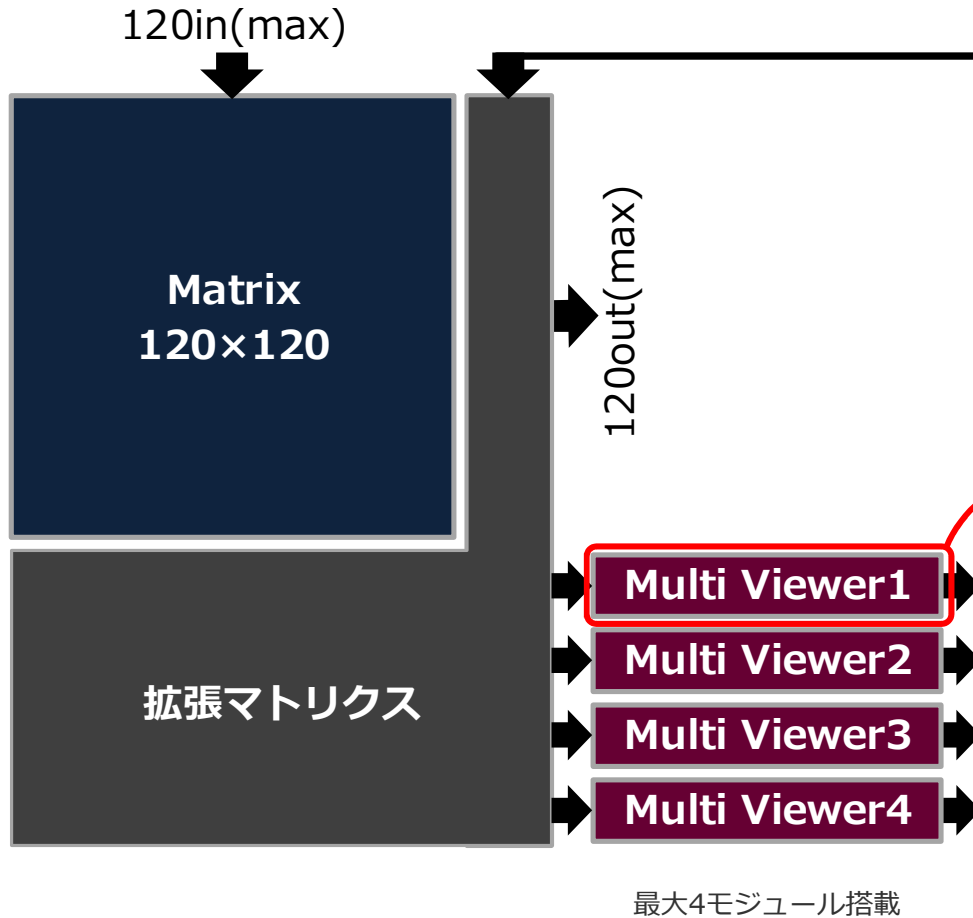 120in(max)
Matrix
120×120
120out(max)
Multi Viewer1
Multi Viewer2
拡張マトリクス
Multi Viewer3
Multi Viewer4
最大4モジュール搭載